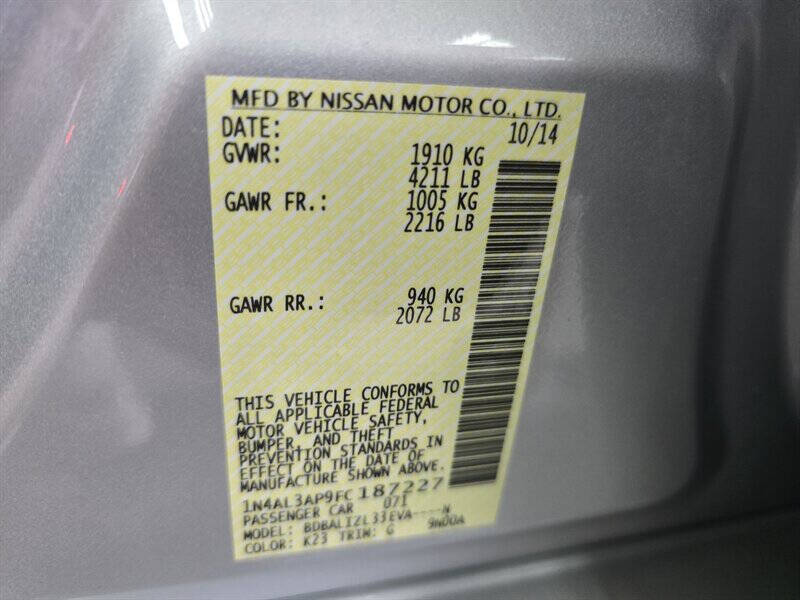 MFD BY NISSAN MOTOR CO., LTD.
DATE: 10/14
GVWR: 1910 KG
4211 LB
GAWR FR.: 1005 KG
2216 LB
GAWR RR.: 940 KG
2072 LB
THIS VEHICLE CONFORMS TO
ALL APPLICABLE FEDERAL
MOTOR VEHICLE SAFETY,
BUMPER, AND THEFT
PREVENTION STANDARDS IN
EFFECT ON THE DATE OF
MANUFACTURE SHOWN ABOVE.
1N4AL3AP9FC187227
PASSENGER CAR 071
MODEL: BDBALIZL33EVA----N
COLOR: K23 TRIM: G 9N00A